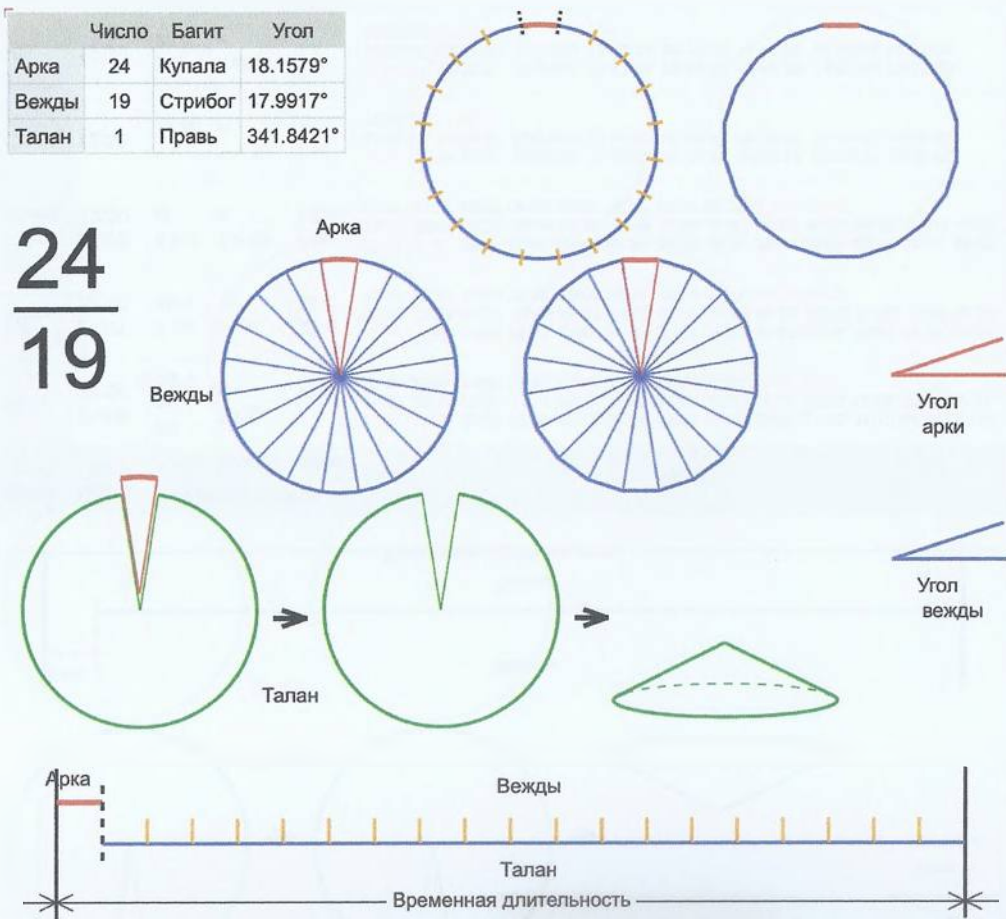 Число Багит Угол
Арка 24 Купала 18.1579°
Вежды 19 Стрибог 17.9917°
Талан 1 Правь 341.8421°
24
19
Арка
Вежды
Угол
арки
Угол
вежды
Талан
Арка
Вежды
Талан
Временная длительность